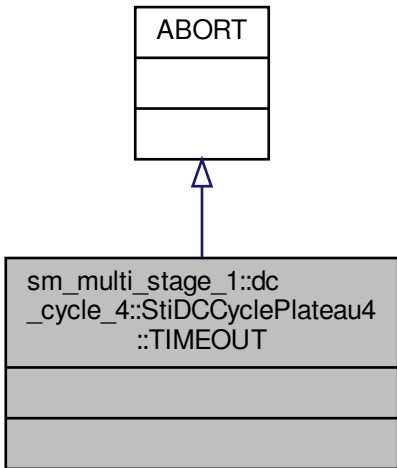 ABORT
sm_multi_stage_1::dc
_cycle_4::StiDCCyclePlateau4
::TIMEOUT